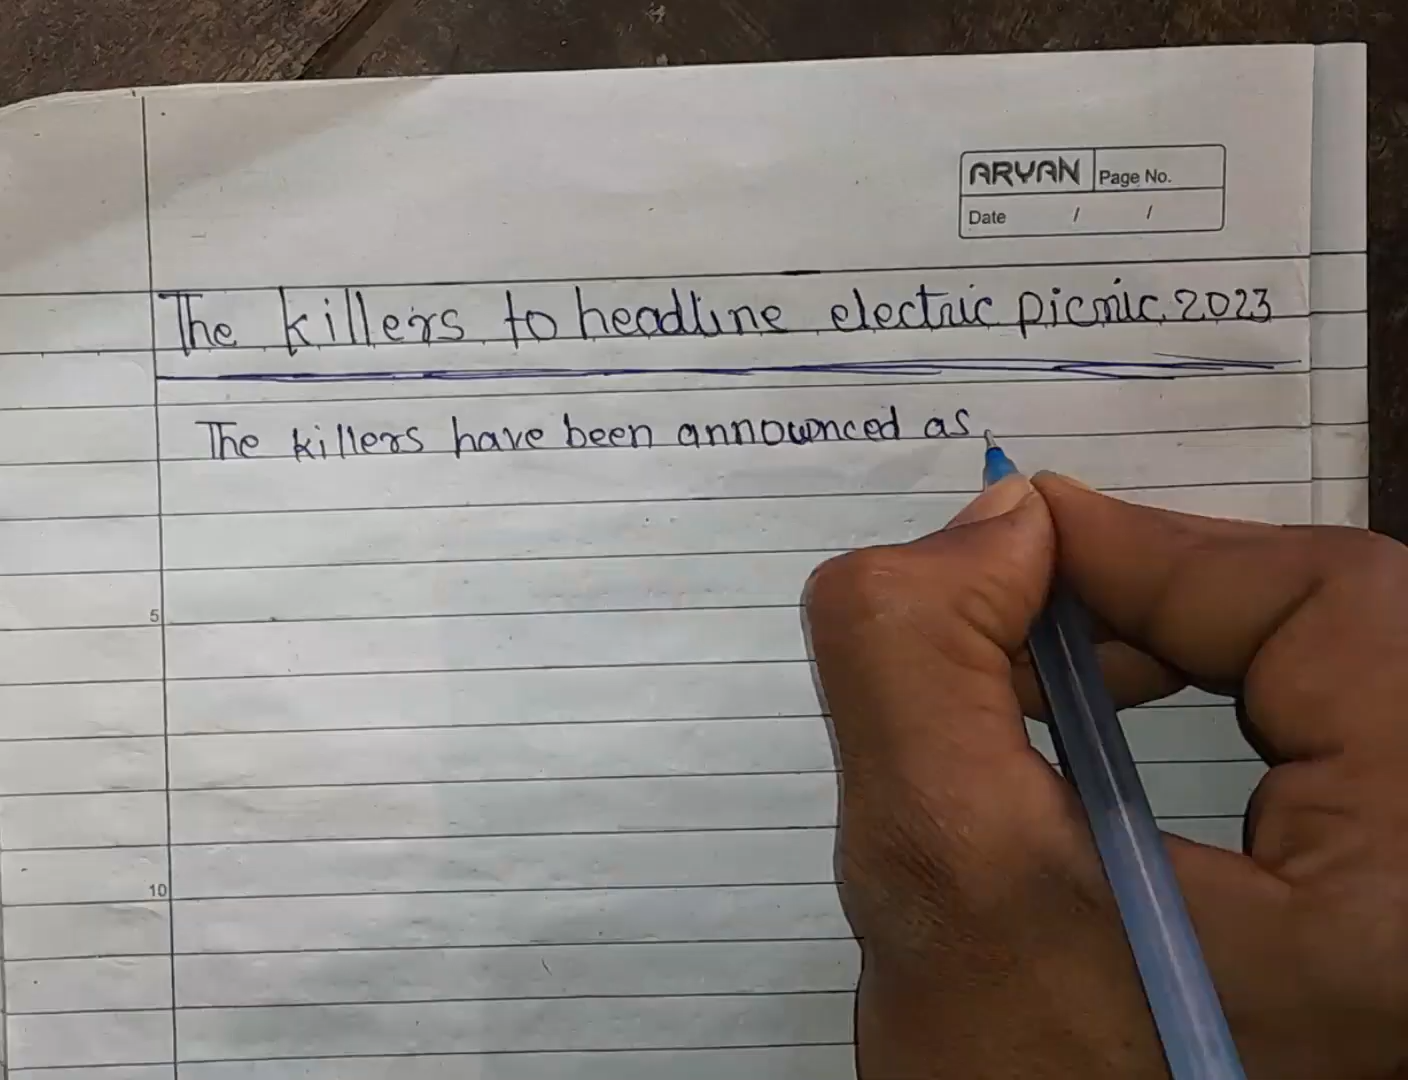 ARYAN Page No.
Date / /
The killers to headline electric picnic 2023
The killers have been announced as
5
10